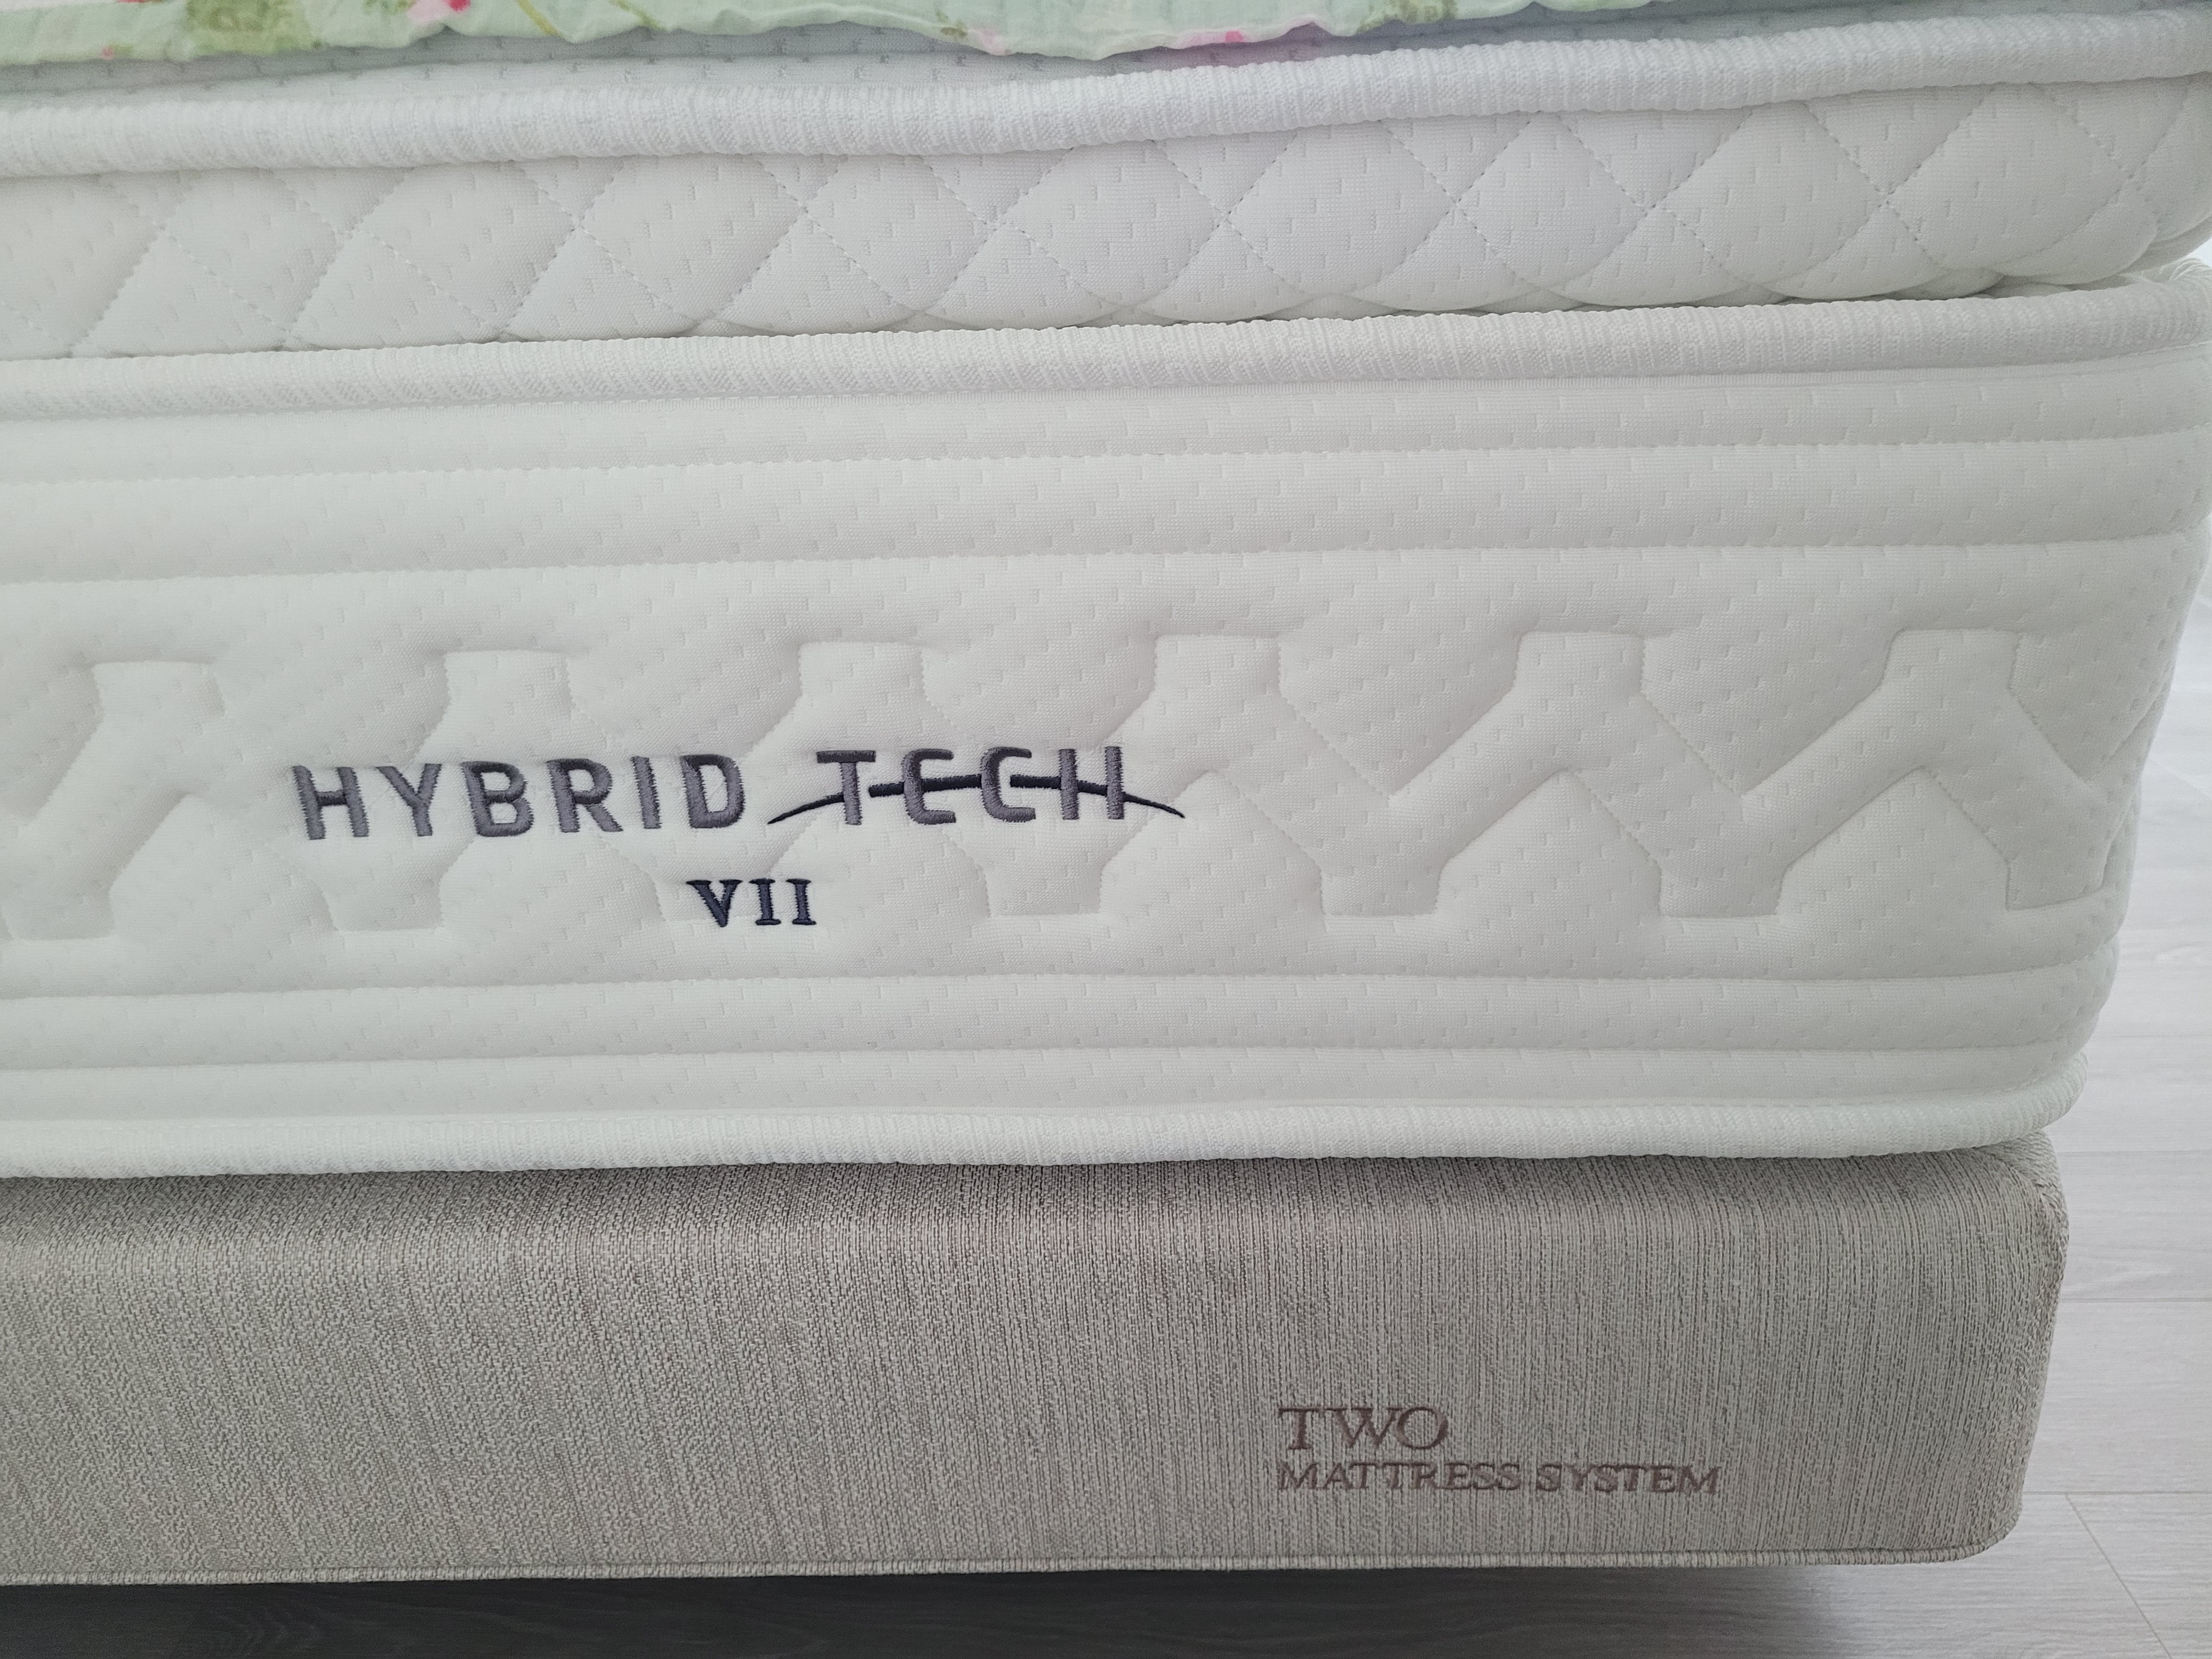 HYBRID TECH
VII
TWO
MATTRESS SYSTEM